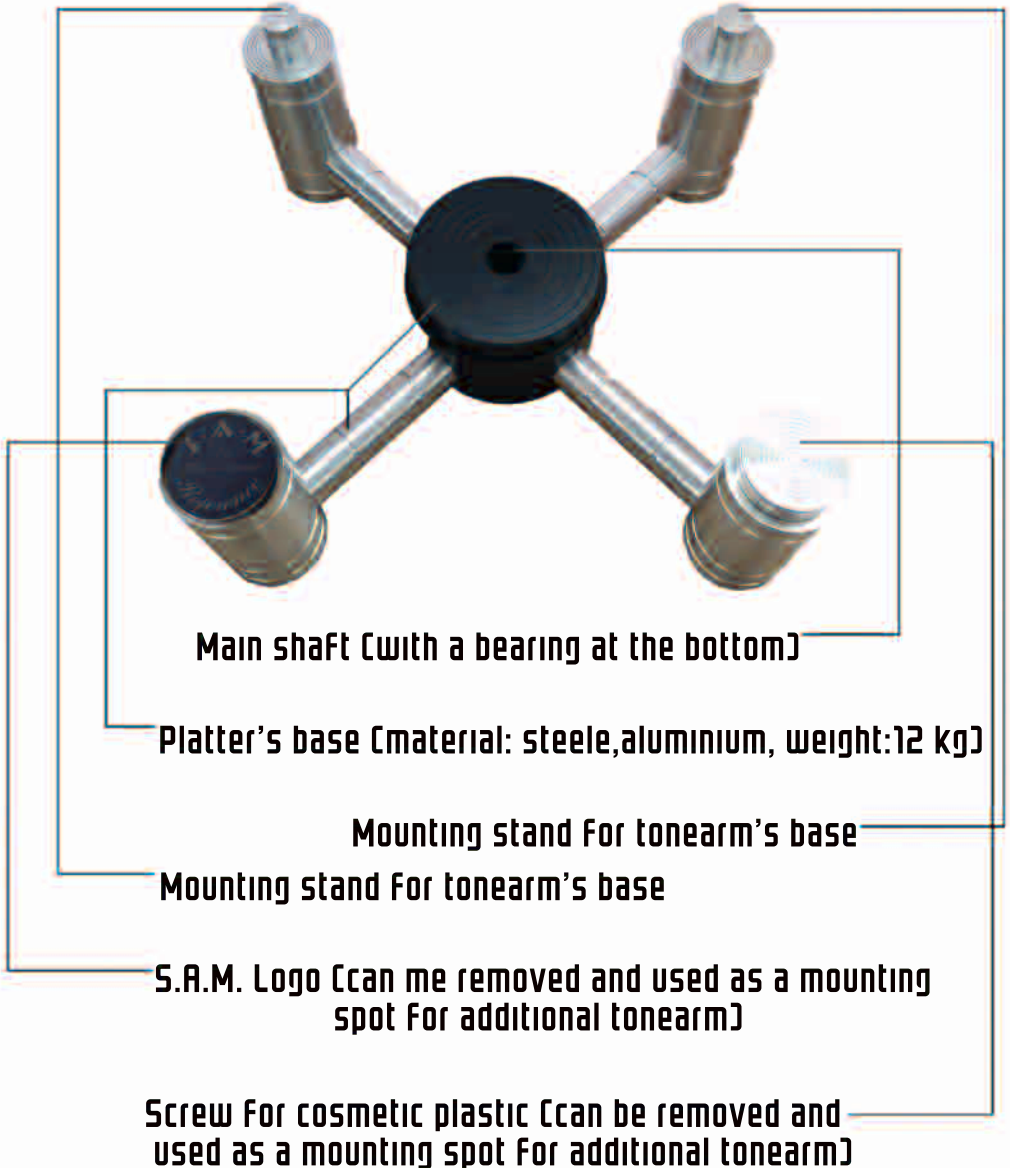 S.A.M
Resonance
Main shaft (with a bearing at the bottom)
Platter's base (material: steele,aluminium, weight:12 kg)
Mounting stand for tonearm's base
Mounting stand for tonearm's base
S.A.M. Logo (can me removed and used as a mounting
spot for additional tonearm)
Screw for cosmetic plastic (can be removed and
used as a mounting spot for additional tonearm)